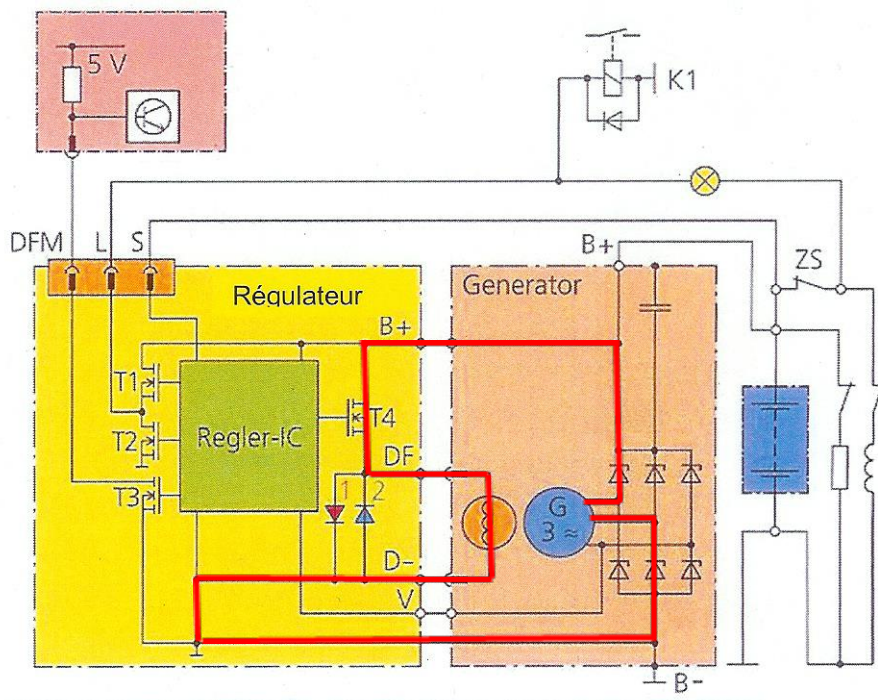 5 V
K1
DFM L S
B+
ZS
Régulateur
Generator
B+
T1
T4
T2
Regler-IC
DF
T3
1 2
G
3 ≈
D-
V
B-